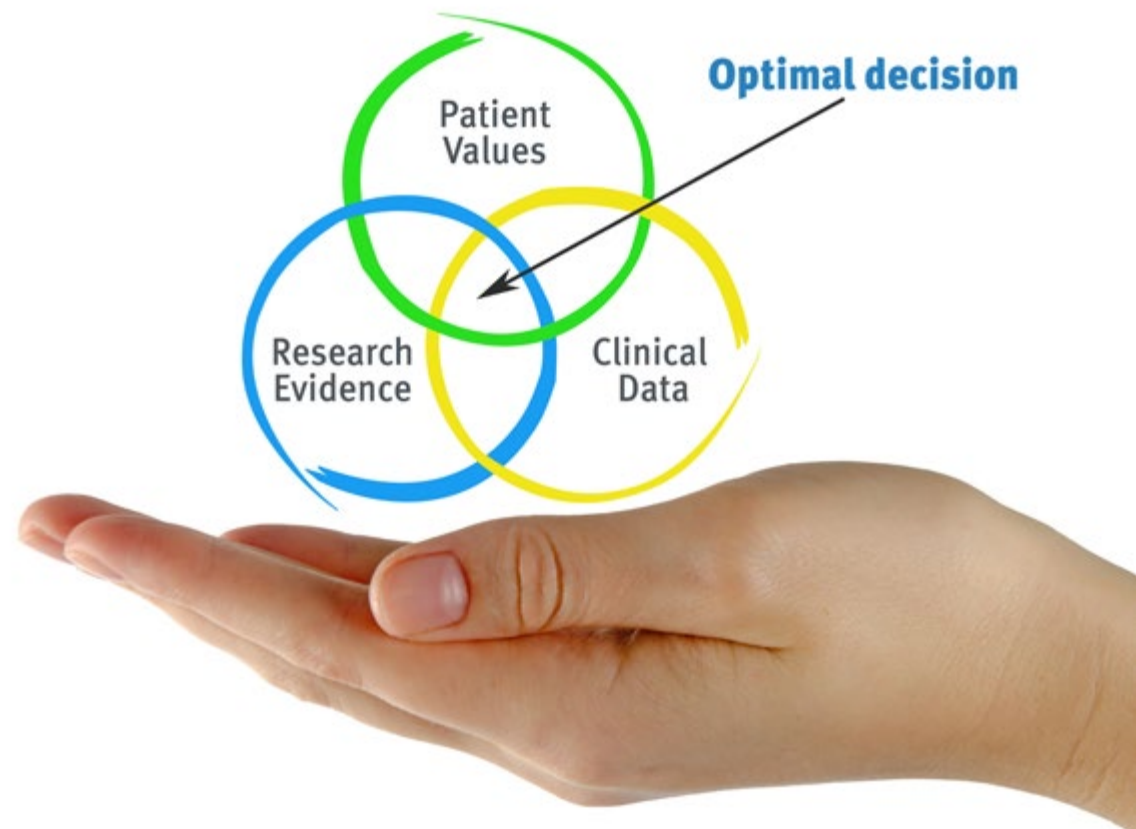 Optimal decision
Patient
Values
Research
Evidence
Clinical
Data